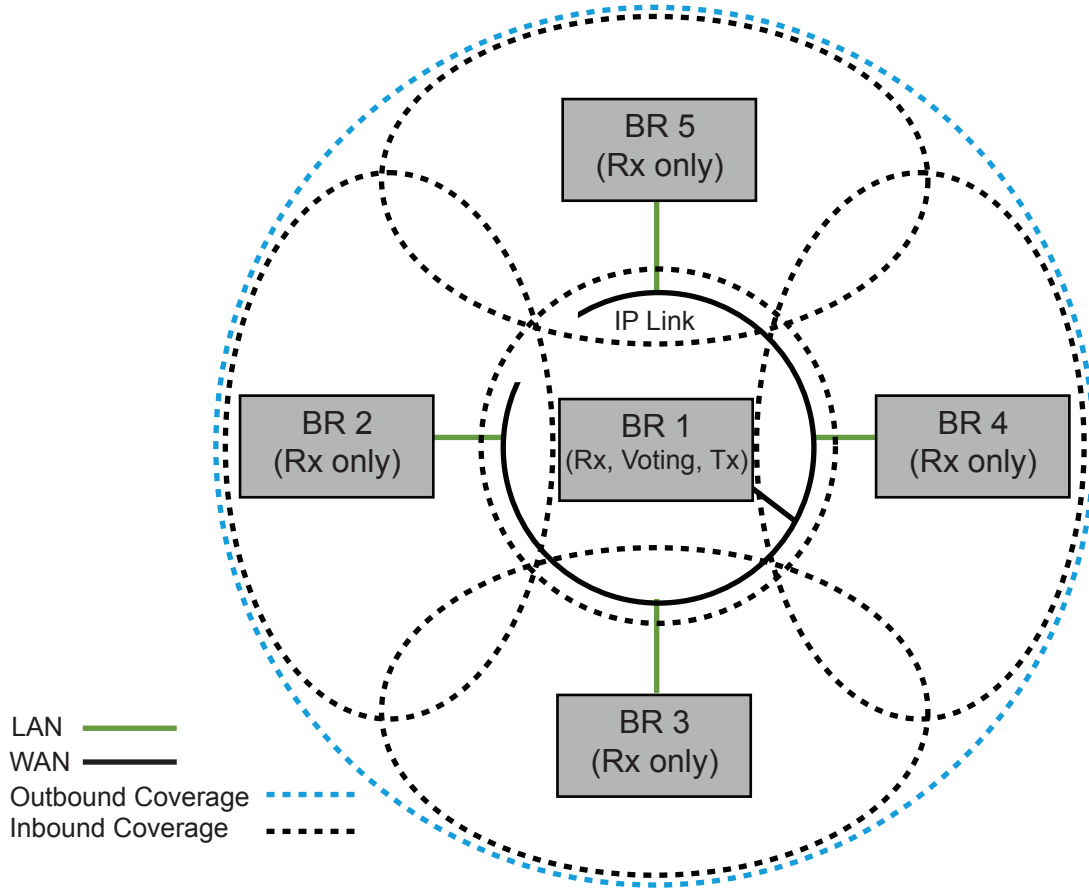 BR 5
(Rx only)
IP Link
BR 2
(Rx only)
BR 1
(Rx, Voting, Tx)
BR 4
(Rx only)
BR 3
(Rx only)
LAN
WAN
Outbound Coverage
Inbound Coverage